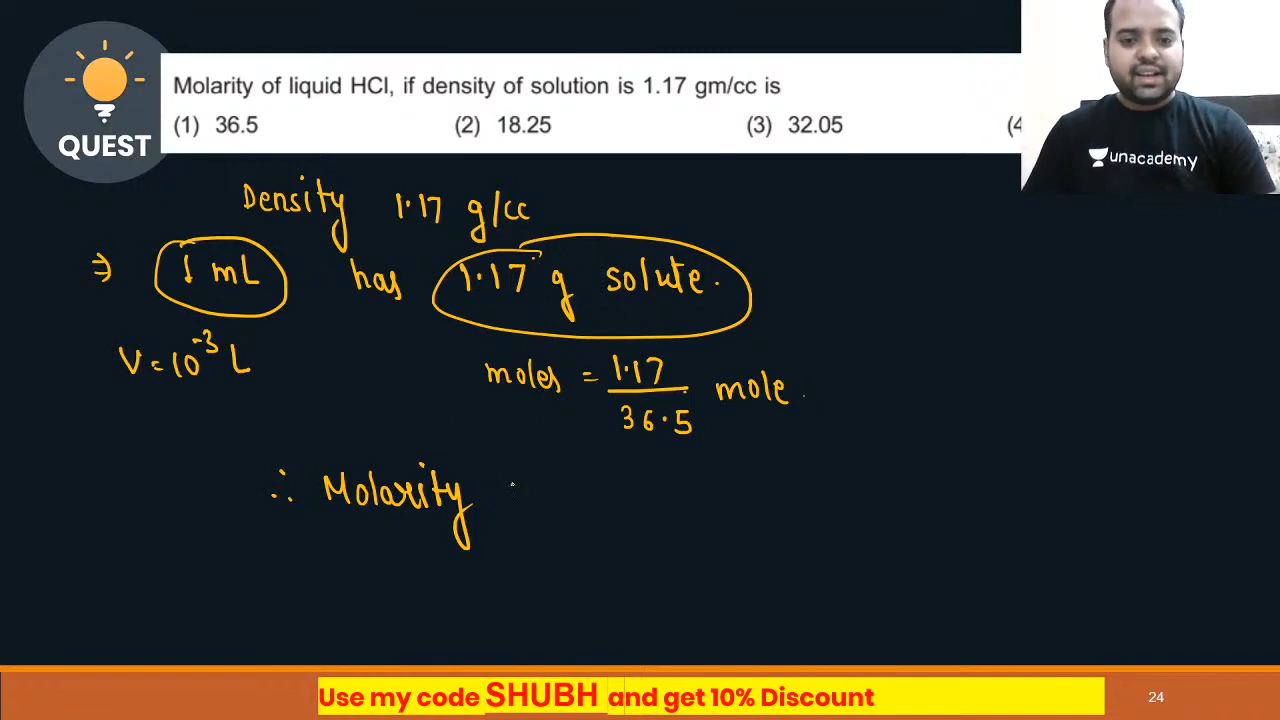 QUEST
Molarity of liquid HCl, if density of solution is 1.17 gm/cc is
(1) 36.5 (2) 18.25 (3) 32.05 (4
unacademy
Density 1.17 g/cc
⇒ 1 mL has 1.17 g solute.
V = 10⁻³ L
moles = 1.17/36.5 mole
∴ Molarity
Use my code SHUBH and get 10% Discount
24